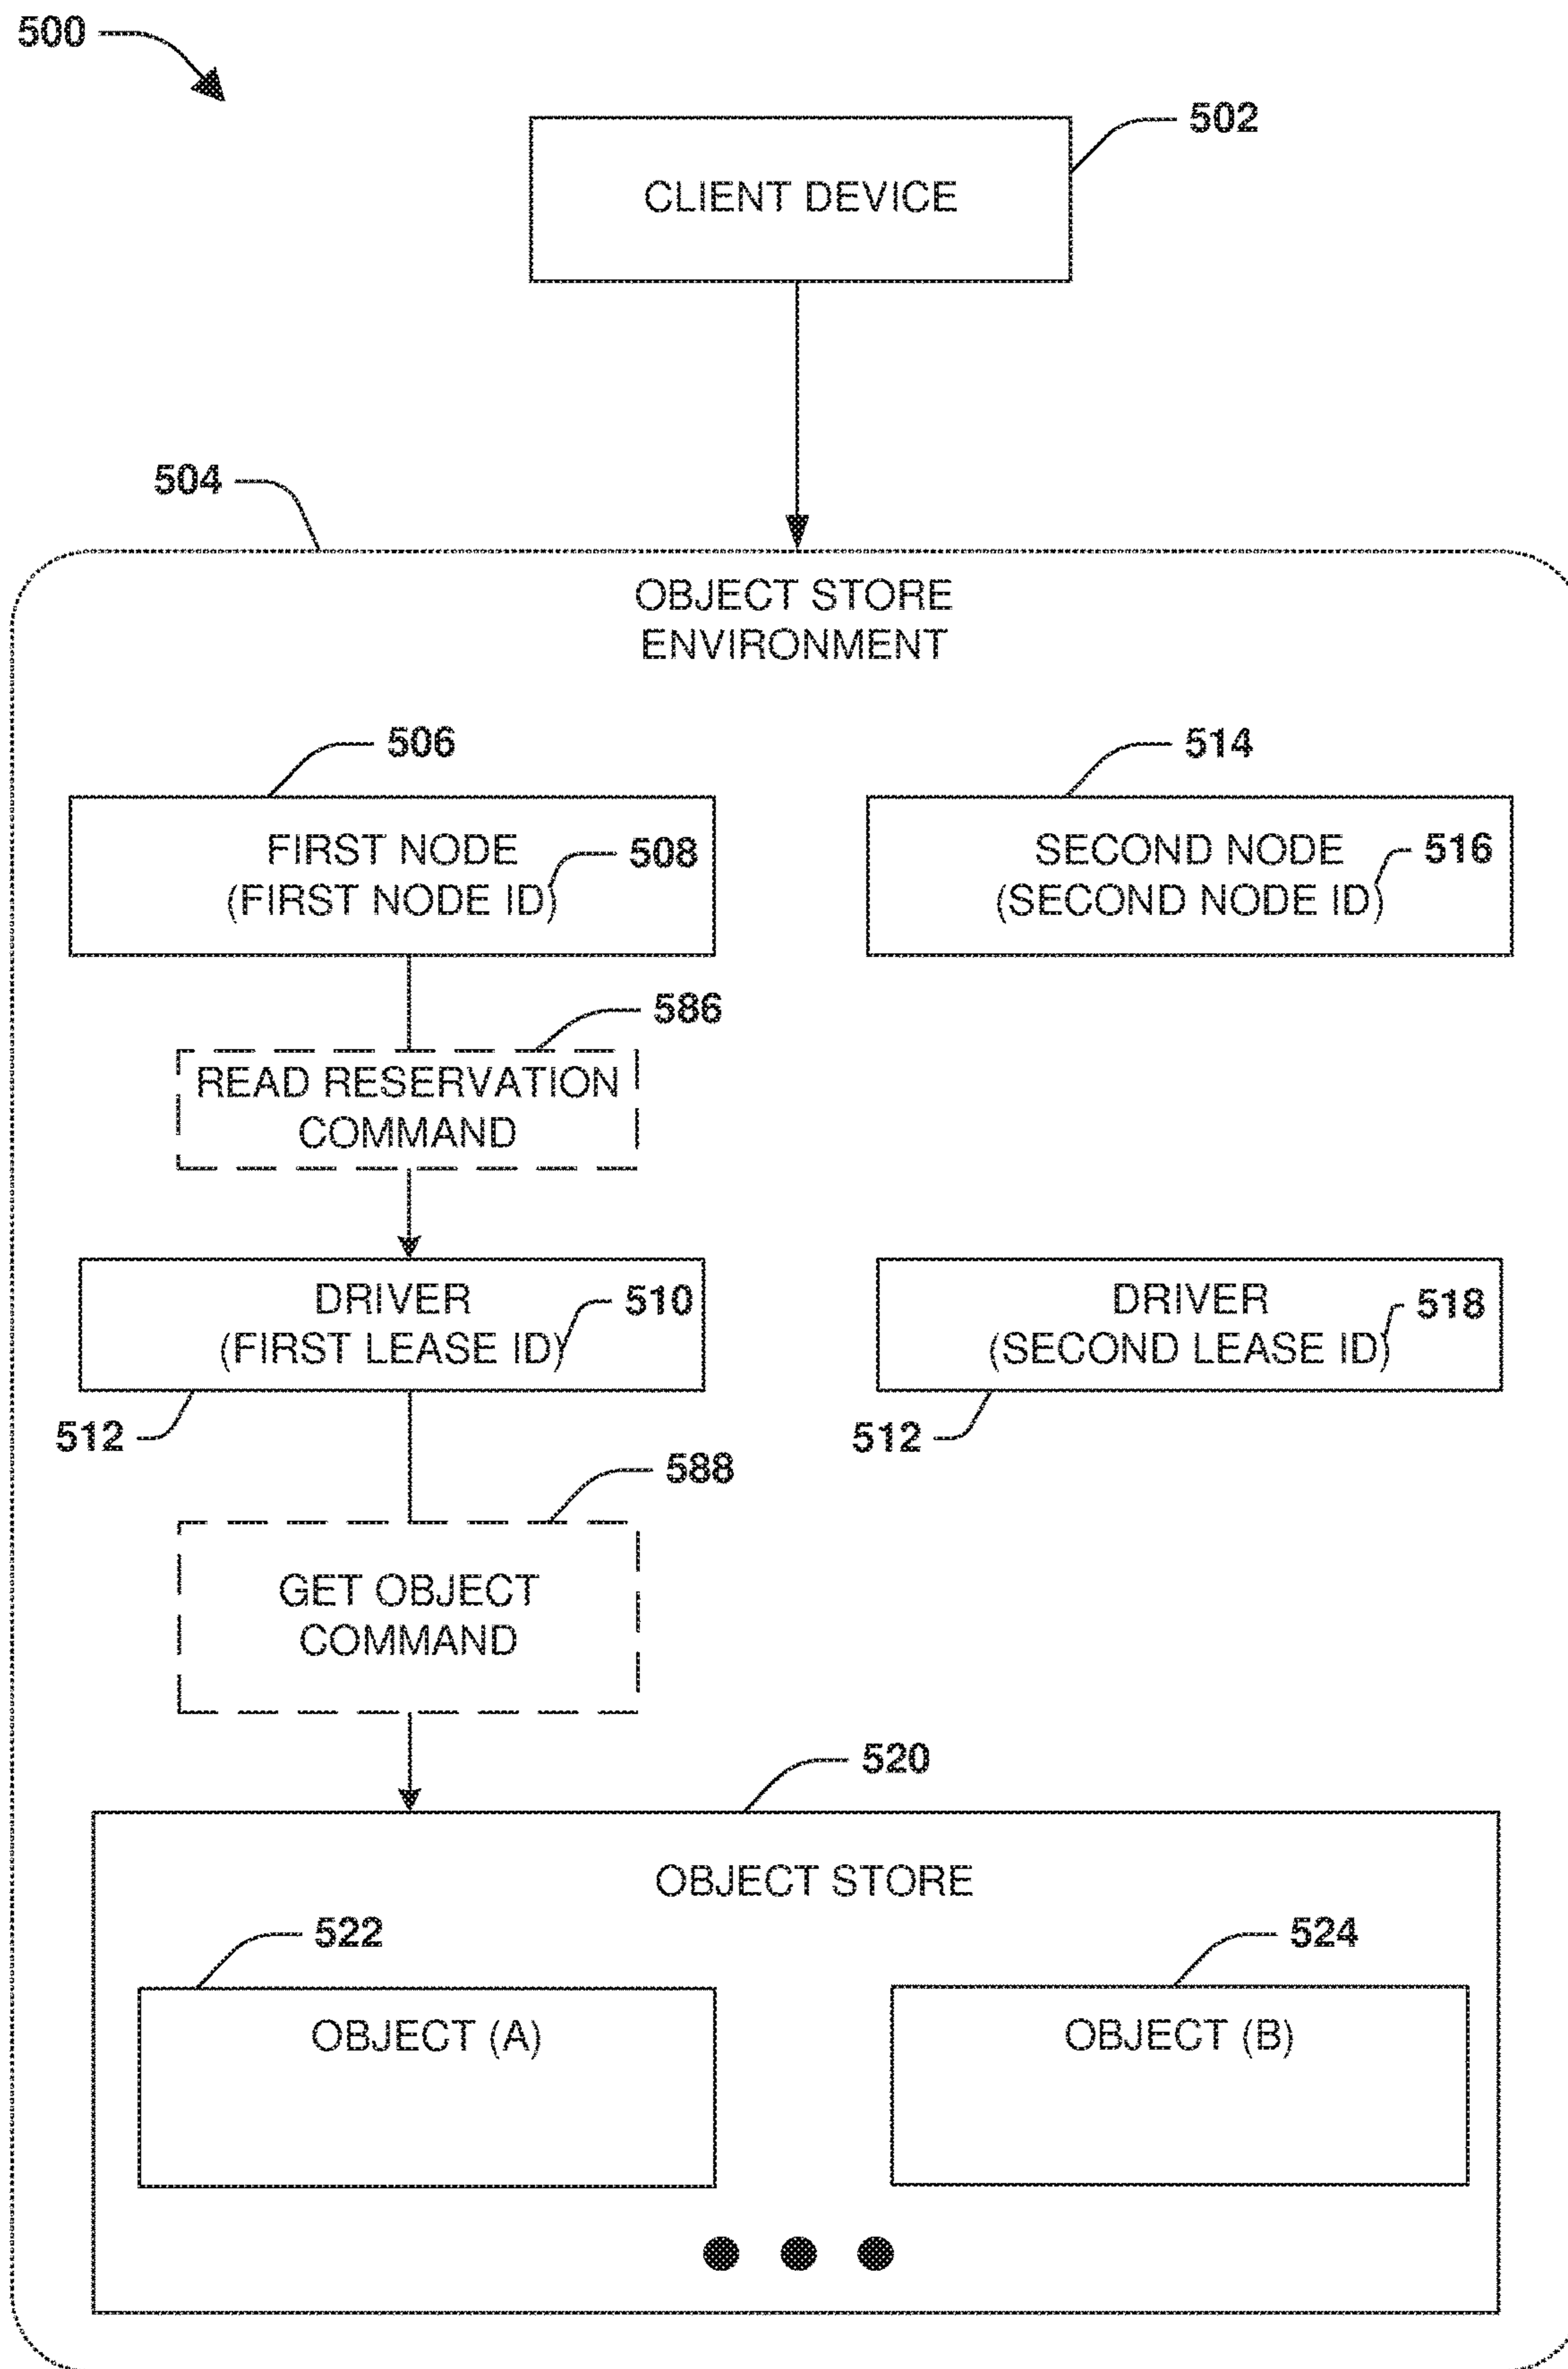 500
502
CLIENT DEVICE
504
OBJECT STORE
ENVIRONMENT
506
514
FIRST NODE
(FIRST NODE ID)
508
SECOND NODE
(SECOND NODE ID)
516
586
READ RESERVATION
COMMAND
DRIVER
(FIRST LEASE ID)
510
DRIVER
(SECOND LEASE ID)
518
512
512
588
GET OBJECT
COMMAND
520
OBJECT STORE
522
524
OBJECT (A)
OBJECT (B)